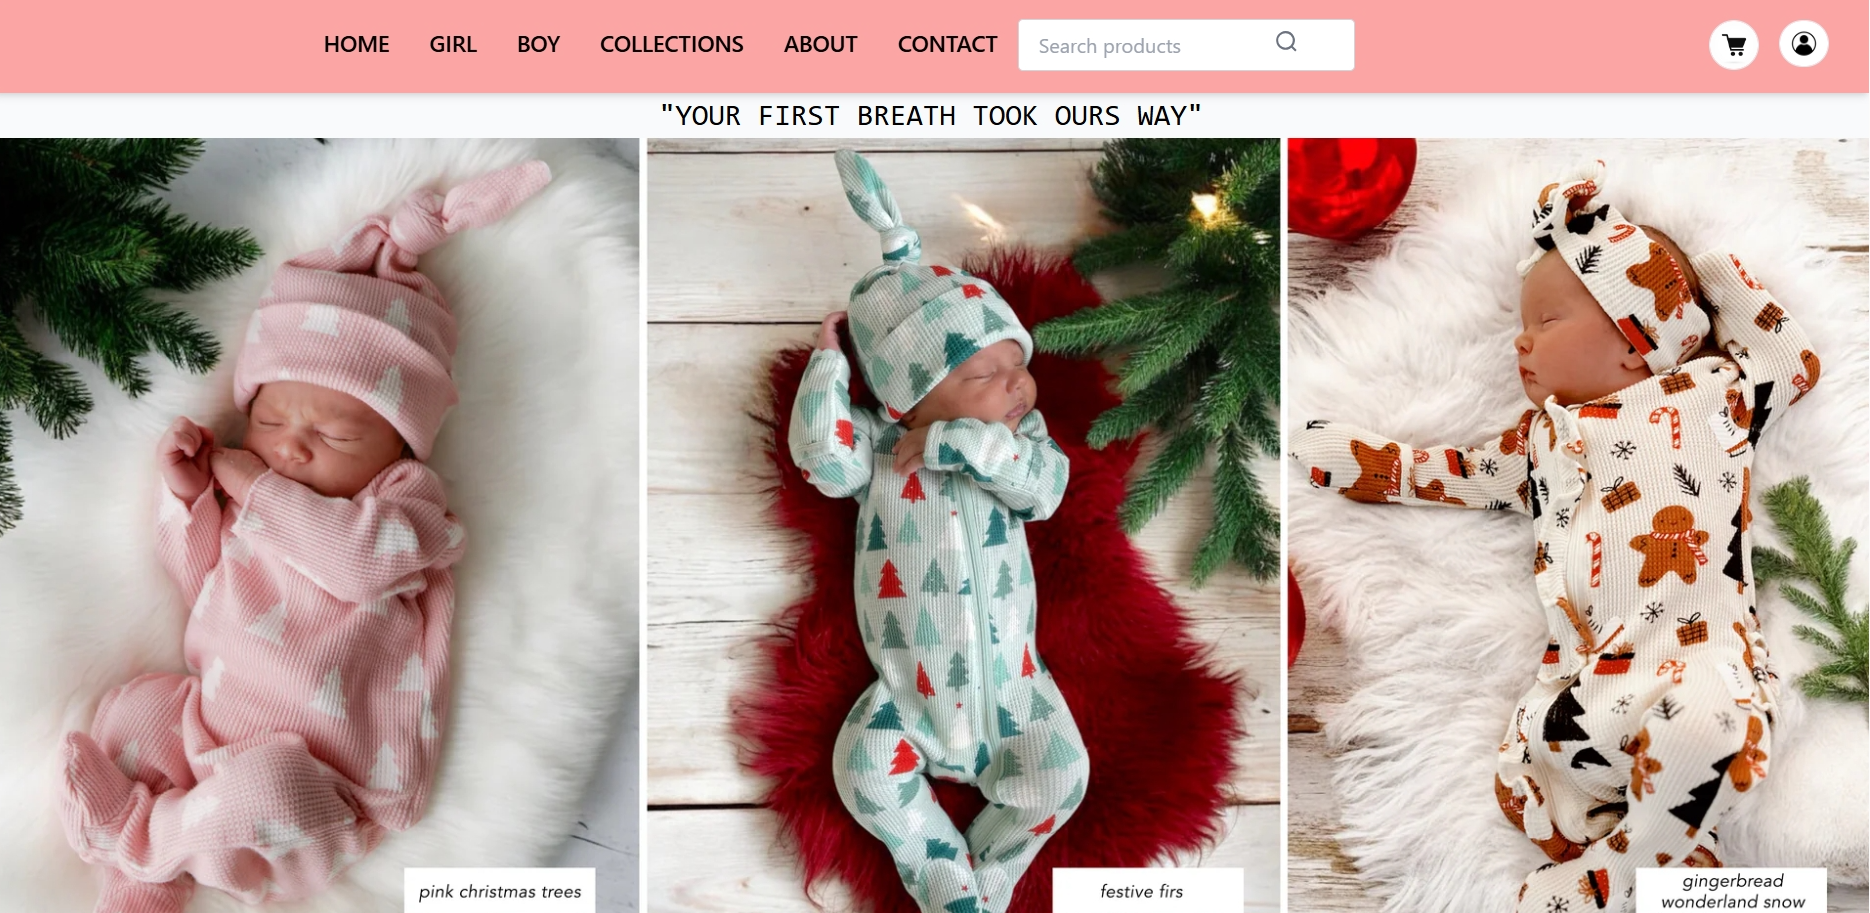 HOME GIRL BOY COLLECTIONS ABOUT CONTACT Search products
"YOUR FIRST BREATH TOOK OURS WAY"
pink christmas trees
festive firs
gingerbread
wonderland snow